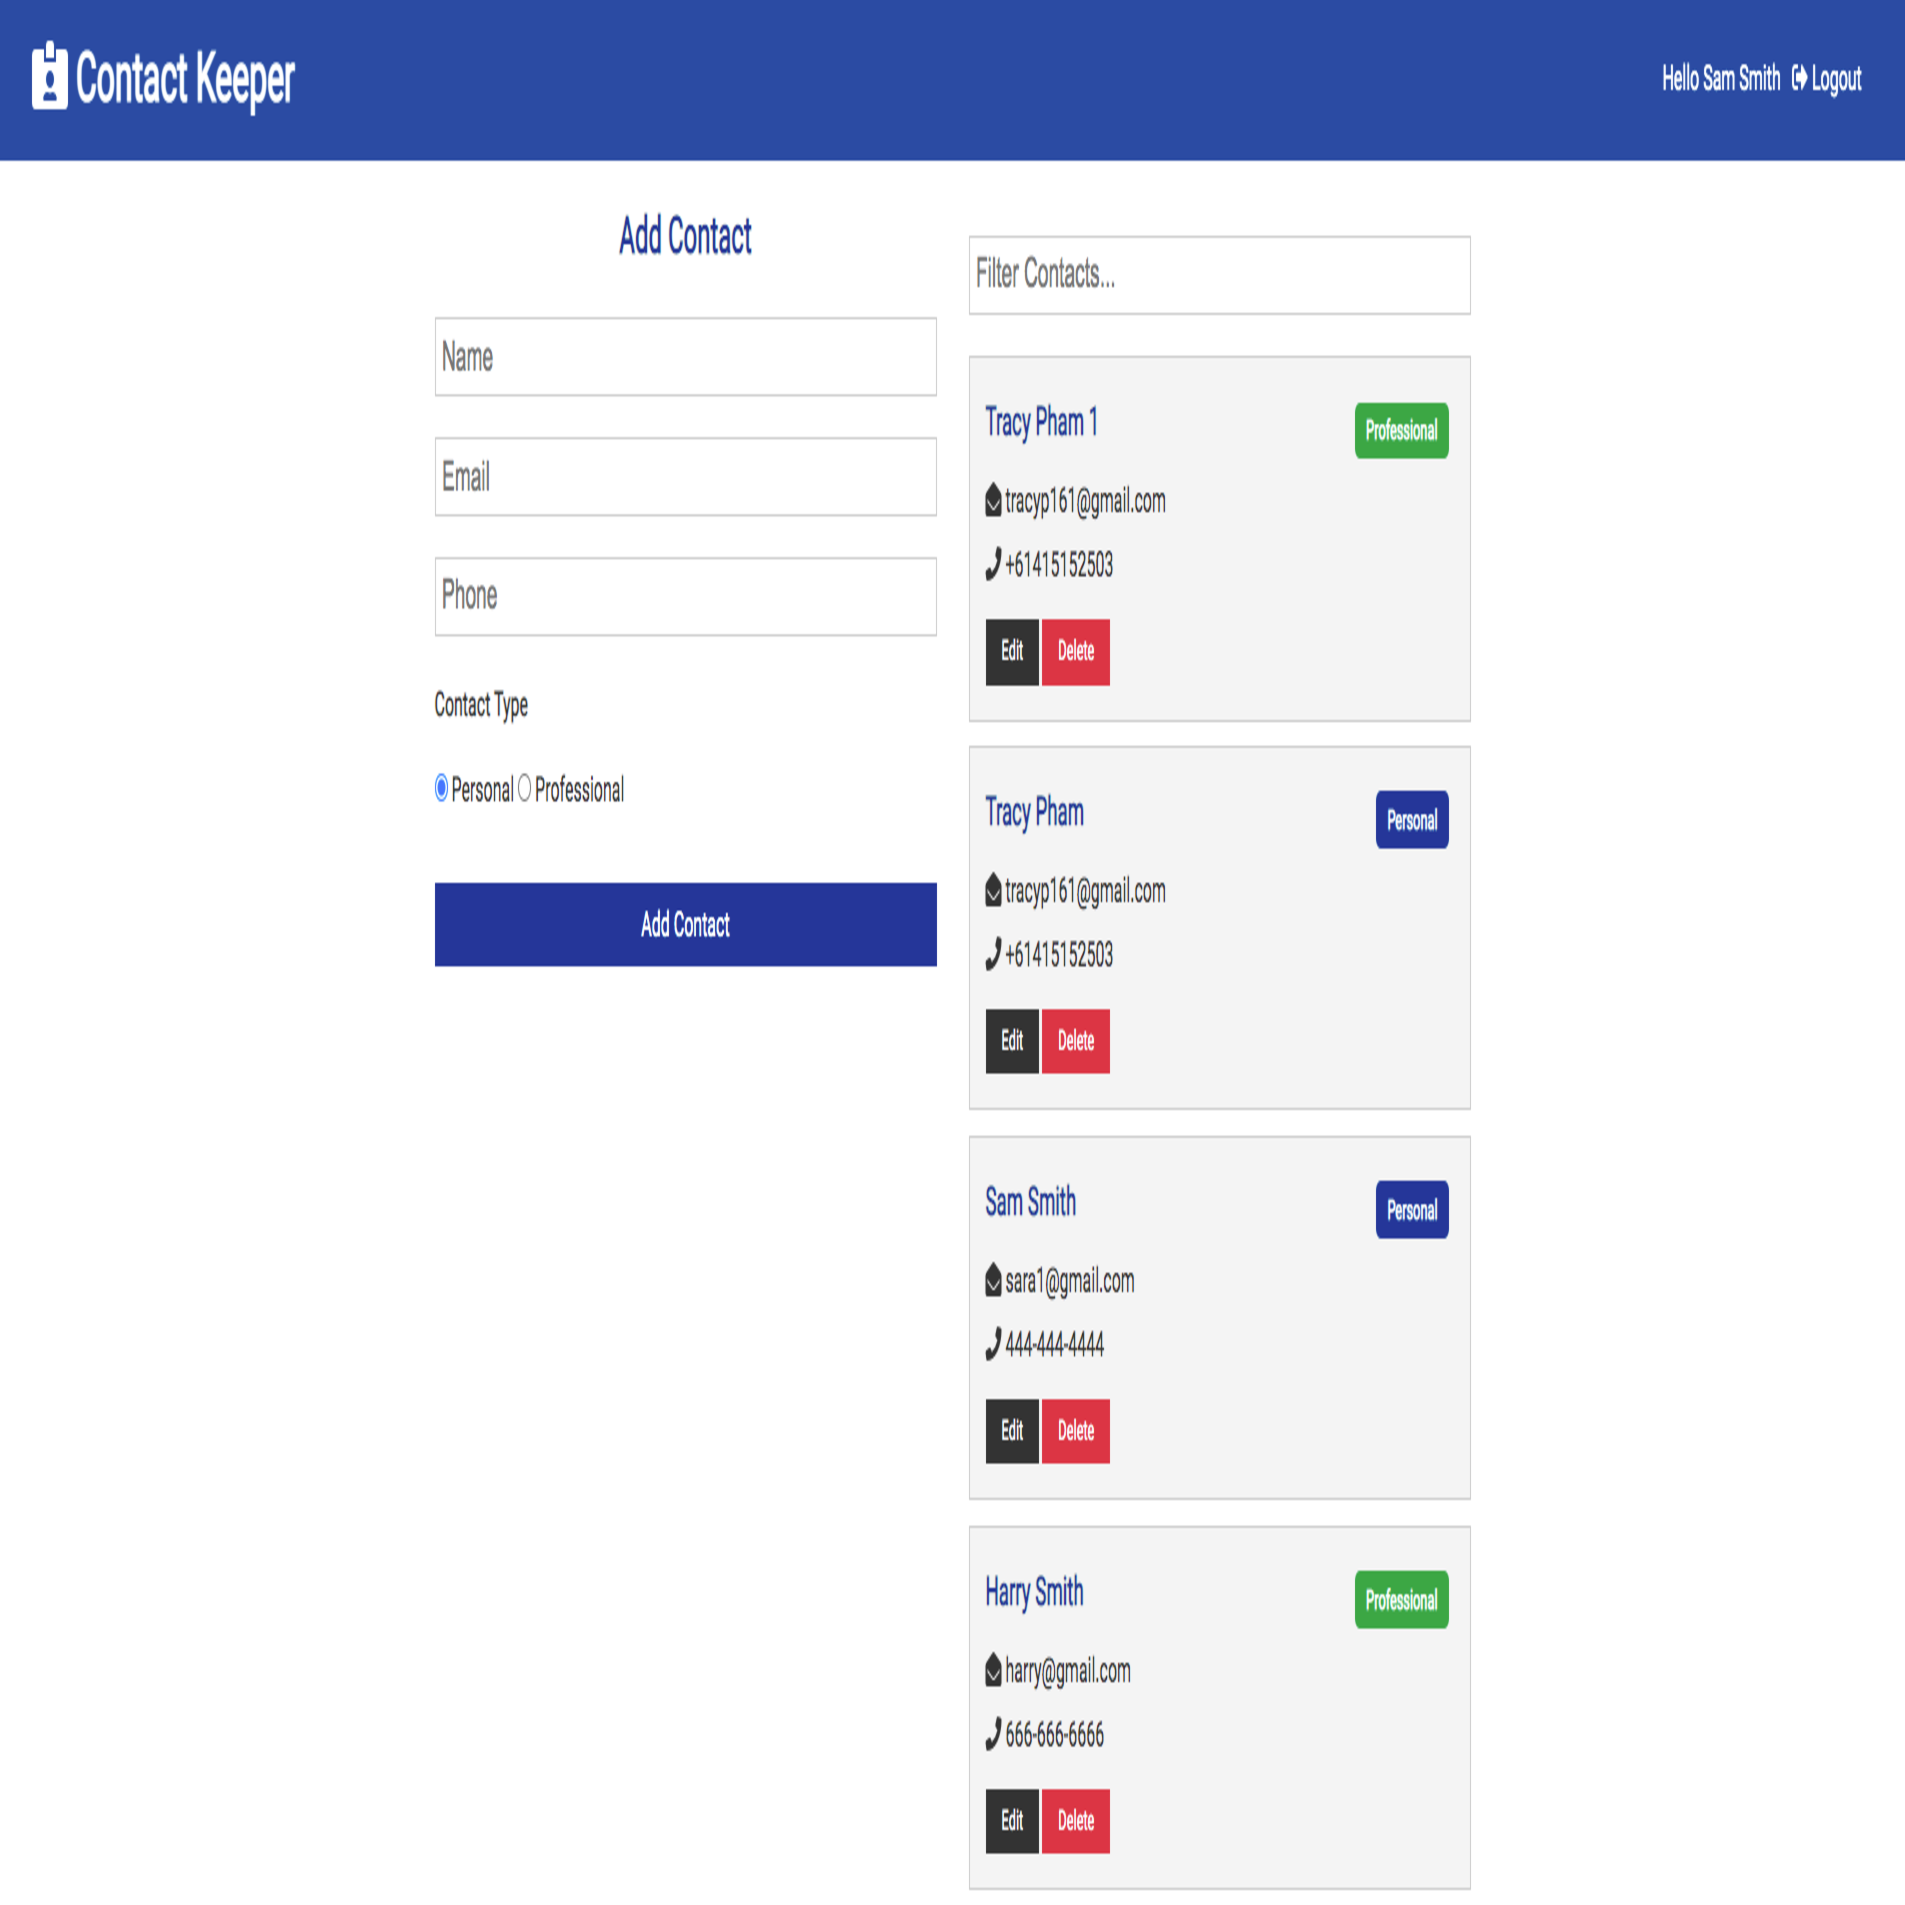 Contact Keeper
Hello Sam Smith Logout
Add Contact
Name
Email
Phone
Contact Type
Personal Professional
Add Contact
Filter Contacts...
Tracy Pham 1
Professional
tracyp161@gmail.com
+61415152503
Edit Delete
Tracy Pham
Personal
tracyp161@gmail.com
+61415152503
Edit Delete
Sam Smith
Personal
sara1@gmail.com
444-444-4444
Edit Delete
Harry Smith
Professional
harry@gmail.com
666-666-6666
Edit Delete